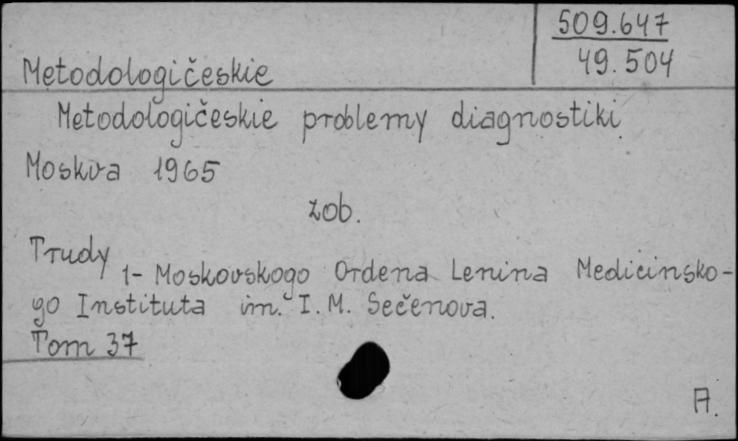 509.647
49.504
Metodologičeskie
Metodologičeskie problemy diagnostiki
Moskva 1965
zob.
Trudy 1- Moskovskogo Ordena Lenina Medicinsko-
go Instituta im. I. M. Sečenova.
Tom 37
A.